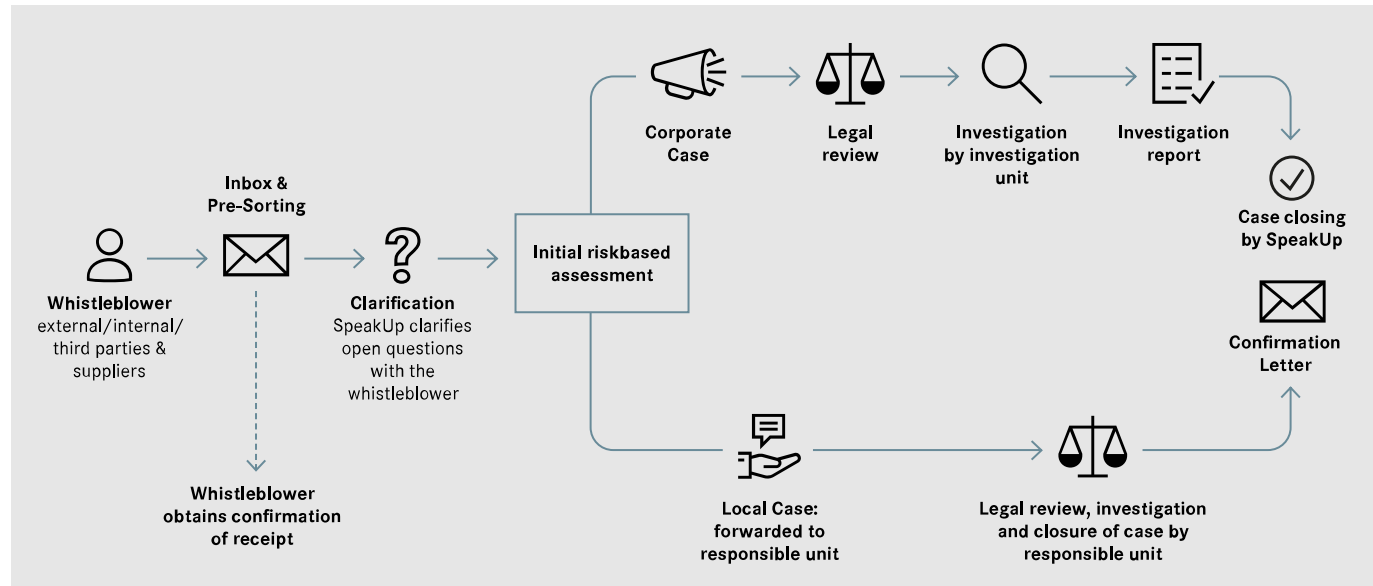 Inbox &
Pre-Sorting
Whistleblower
external/internal/
third parties &
suppliers
Whistleblower
obtains confirmation
of receipt
Clarification
SpeakUp clarifies
open questions
with the
whistleblower
Initial riskbased
assessment
Corporate
Case
Legal
review
Investigation
by investigation
unit
Investigation
report
Case closing
by SpeakUp
Confirmation
Letter
Local Case:
forwarded to
responsible unit
Legal review, investigation
and closure of case by
responsible unit